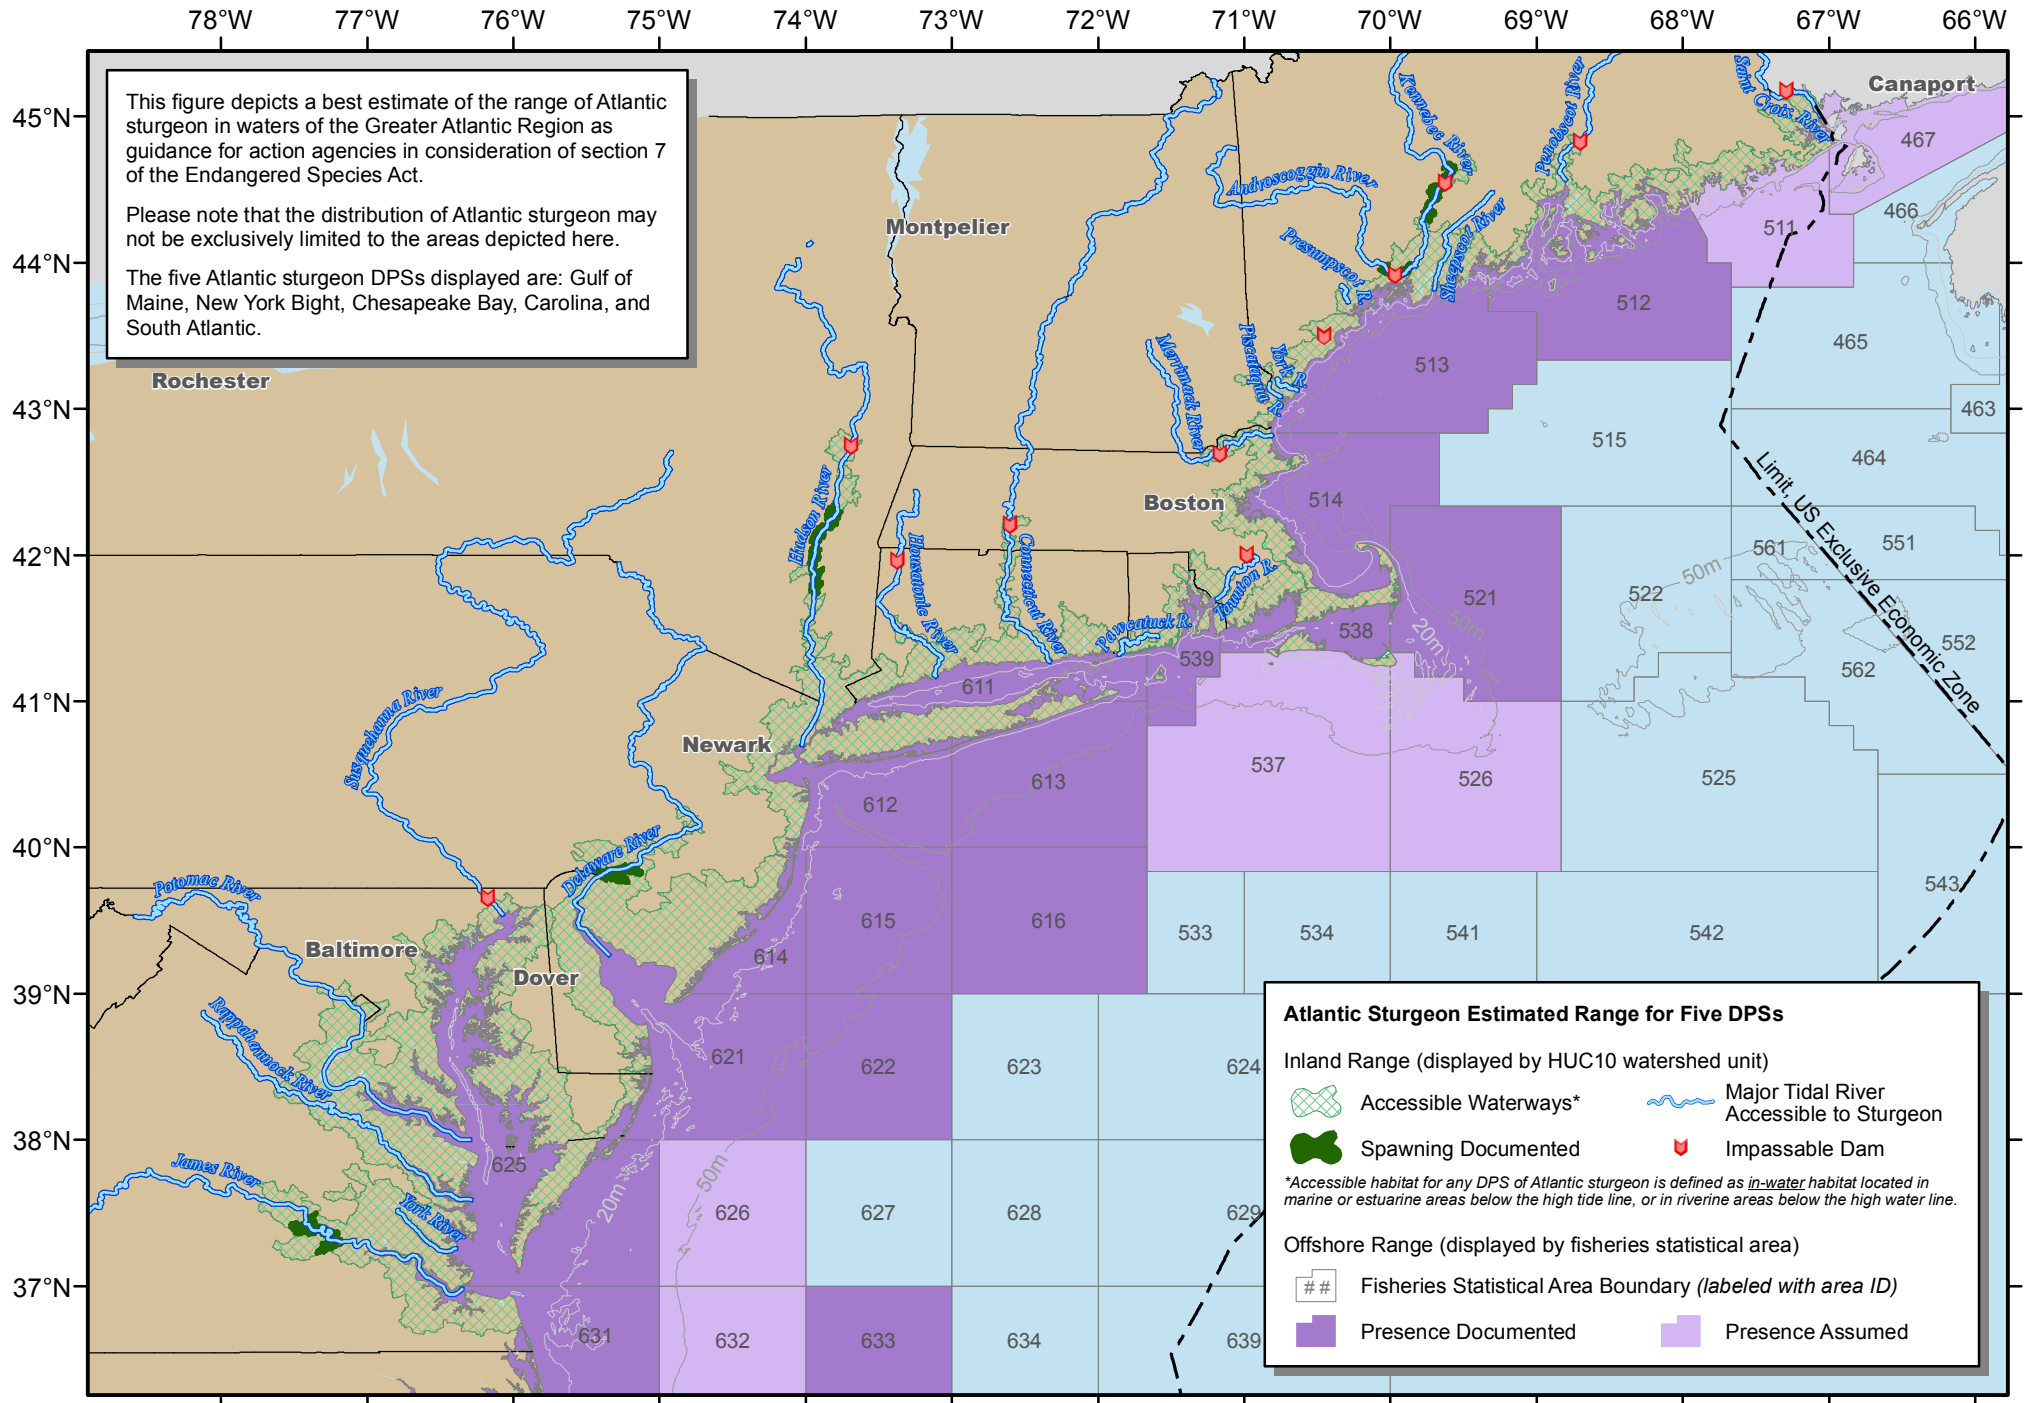 78°W 77°W 76°W 75°W 74°W 73°W 72°W 71°W 70°W 69°W 68°W 67°W 66°W
45°N
44°N
43°N
42°N
41°N
40°N
39°N
38°N
37°N
This figure depicts a best estimate of the range of Atlantic
sturgeon in waters of the Greater Atlantic Region as
guidance for action agencies in consideration of section 7
of the Endangered Species Act.
Please note that the distribution of Atlantic sturgeon may
not be exclusively limited to the areas depicted here.
The five Atlantic sturgeon DPSs displayed are: Gulf of
Maine, New York Bight, Chesapeake Bay, Carolina, and
South Atlantic.
Canaport
Saint Croix River
Penobscot River
Kennebec River
Androscoggin River
Sheepscot River
Presumpscot R.
Montpelier
Rochester
York R.
Piscataqua R.
Merrimack River
Boston
Hudson River
Housatonic River
Connecticut River
Pawcatuck R.
Taunton R.
Newark
Susquehanna River
Delaware River
Potomac River
Baltimore
Dover
Rappahannock River
James River
York River
467
466
511
512
465
513
463
515
464
514
561
551
50m
522
521
50m
20m
538
552
562
539
611
Limit, US Exclusive Economic Zone
537
526
525
613
612
543
615
616
533
534
541
542
614
621
622
623
624
625
50m
20m
626
627
628
629
631
632
633
634
639
Atlantic Sturgeon Estimated Range for Five DPSs
Inland Range (displayed by HUC10 watershed unit)
Accessible Waterways*
Major Tidal River
Accessible to Sturgeon
Spawning Documented
Impassable Dam
*Accessible habitat for any DPS of Atlantic sturgeon is defined as in-water habitat located in
marine or estuarine areas below the high tide line, or in riverine areas below the high water line.
Offshore Range (displayed by fisheries statistical area)
##
Fisheries Statistical Area Boundary (labeled with area ID)
Presence Documented
Presence Assumed